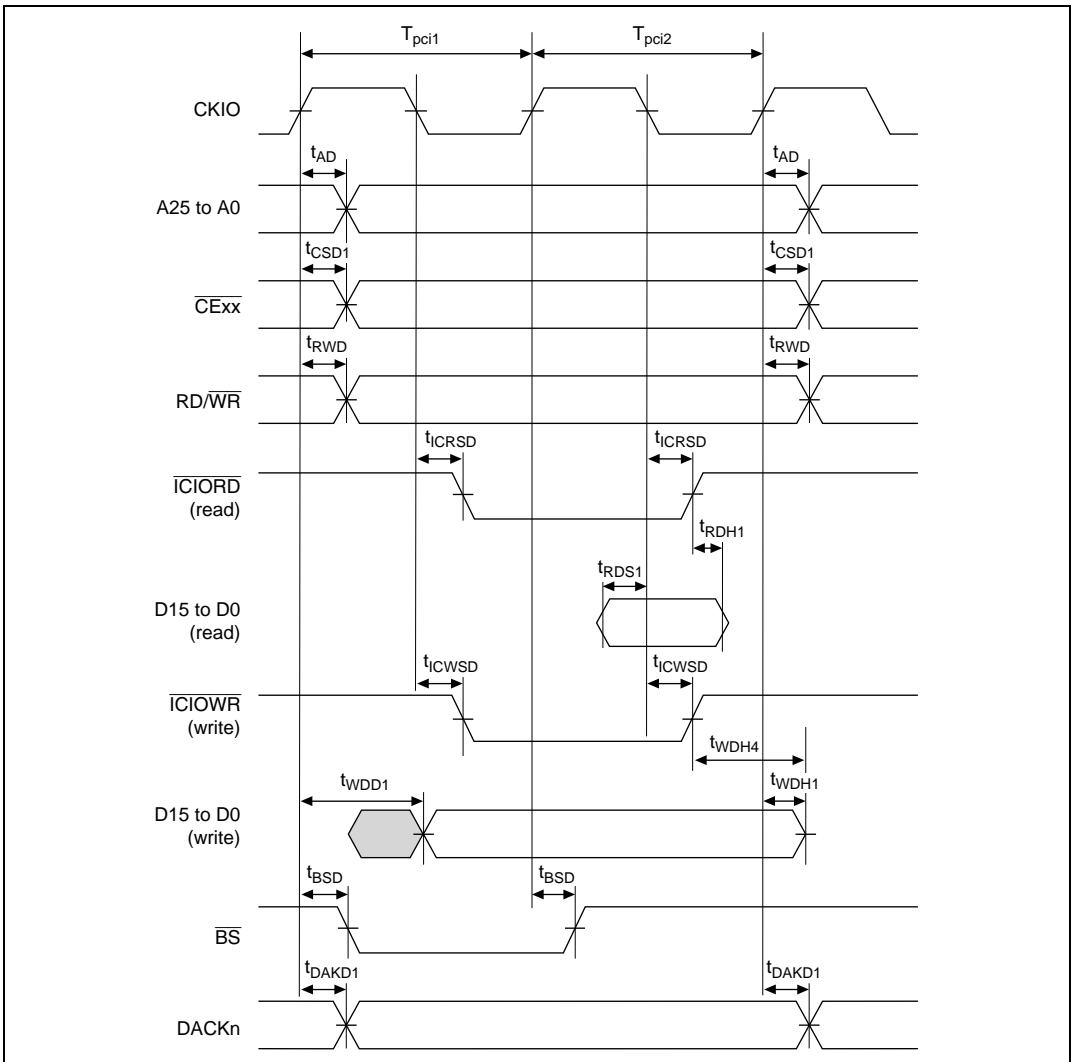 Tpci1 Tpci2
CKIO
tAD tAD
A25 to A0
tCSD1 tCSD1
CExx
tRWD tRWD
RD/WR
tICRSD tICRSD
ICIORD
(read)
tRDH1
tRDS1
D15 to D0
(read)
tICWSD tICWSD
ICIOWR
(write)
tWDH4
tWDD1 tWDH1
D15 to D0
(write)
tBSD tBSD
BS
tDAKD1 tDAKD1
DACKn